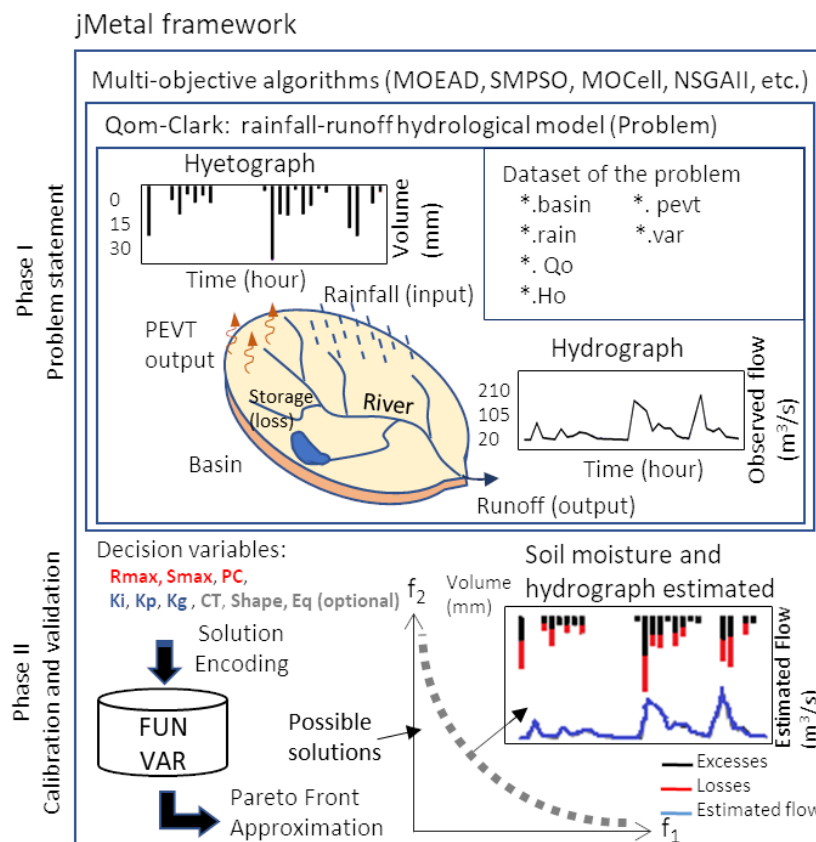 jMetal framework
Multi-objective algorithms (MOEAD, SMPSO, MOCell, NSGAII, etc.)
Qom-Clark: rainfall-runoff hydrological model (Problem)
Phase I
Problem statement
Hyetograph
0
15
30
Volume
(mm)
Time (hour)
Dataset of the problem
*.basin *. pevt
*.rain *.var
*. Qo
*.Ho
Rainfall (input)
PEVT
output
Storage
(loss)
River
Basin
Runoff (output)
Hydrograph
210
105
20
Observed flow
(m³/s)
Time (hour)
Phase II
Calibration and validation
Decision variables:
Rmax, Smax, PC,
Ki, Kp, Kg , CT, Shape, Eq (optional)
Solution
Encoding
FUN
VAR
Pareto Front
Approximation
f₂
Possible
solutions
f₁
Soil moisture and
hydrograph estimated
Volume
(mm)
Estimated Flow
(m³/s)
Excesses
Losses
Estimated flow